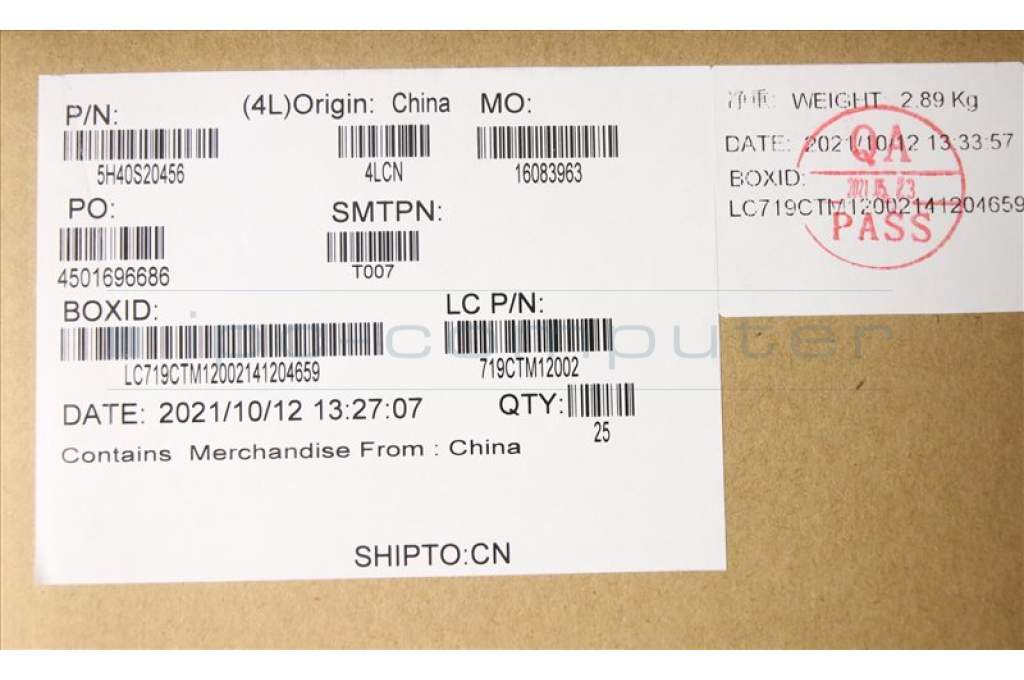 P/N:
(4L)Origin: China
MO:
5H40S20456
4LCN
16083963
PO:
SMTPN:
4501696686
T007
BOXID:
LC P/N:
LC719CTM12002141204659
719CTM12002
DATE: 2021/10/12 13:27:07
QTY:
25
Contains Merchandise From : China
SHIPTO:CN
净重: WEIGHT 2.89 Kg
DATE: 2021/10/12 13:33:57
BOXID:
LC719CTM12002141204659
QA
PASS
ipc-computer